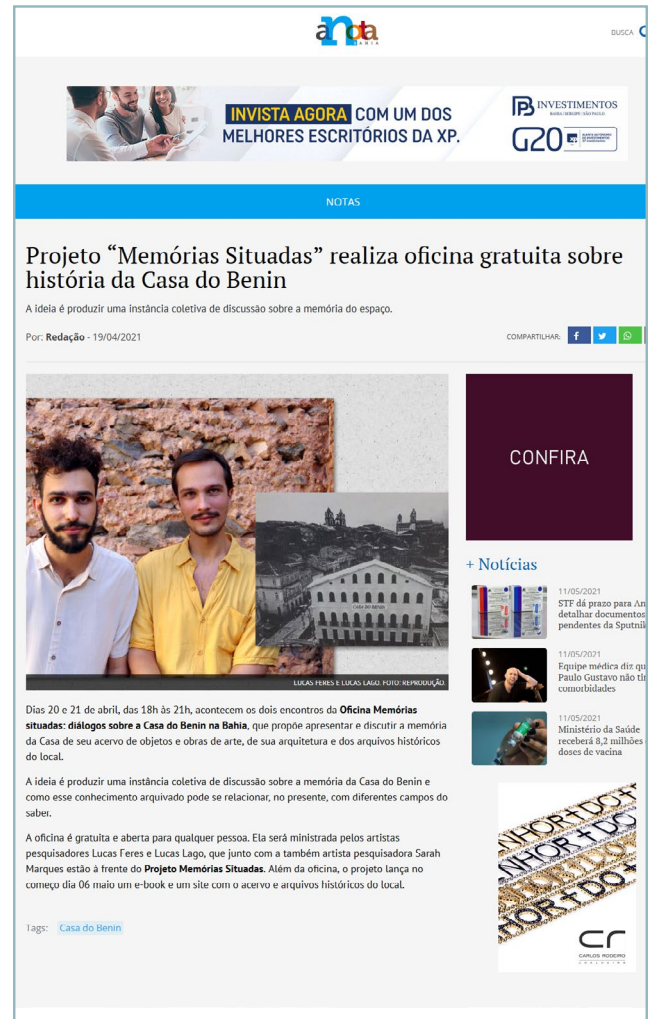 aNota
BAHIA
BUSCA
INVISTA AGORA COM UM DOS
MELHORES ESCRITÓRIOS DA XP.
INVESTIMENTOS
BAHIA | SERGIPE | SÃO PAULO
G20
NOTAS
Projeto “Memórias Situadas” realiza oficina gratuita sobre
história da Casa do Benin
A ideia é produzir uma instância coletiva de discussão sobre a memória do espaço.
Por: Redação - 19/04/2021
COMPARTILHAR:
CASA DO BENIN
LUCAS FERES E LUCAS LAGO. FOTO: REPRODUÇÃO.
Dias 20 e 21 de abril, das 18h às 21h, acontecem os dois encontros da Oficina Memórias
situadas: diálogos sobre a Casa do Benin na Bahia, que propõe apresentar e discutir a memória
da Casa de seu acervo de objetos e obras de arte, de sua arquitetura e dos arquivos históricos
do local.
A ideia é produzir uma instância coletiva de discussão sobre a memória da Casa do Benin e
como esse conhecimento arquivado pode se relacionar, no presente, com diferentes campos do
saber.
A oficina é gratuita e aberta para qualquer pessoa. Ela será ministrada pelos artistas
pesquisadores Lucas Feres e Lucas Lago, que junto com a também artista pesquisadora Sarah
Marques estão à frente do Projeto Memórias Situadas. Além da oficina, o projeto lança no
começo dia 06 maio um e-book e um site com o acervo e arquivos históricos do local.
Tags: Casa do Benin
CONFIRA
+ Notícias
11/05/2021
STF dá prazo para An
detalhar documentos
pendentes da Sputnik
11/05/2021
Equipe médica diz qu
Paulo Gustavo não ti
comorbidades
11/05/2021
Ministério da Saúde
receberá 8,2 milhões
doses de vacina
cr
CARLOS RODEIRO
JOALHEIRO